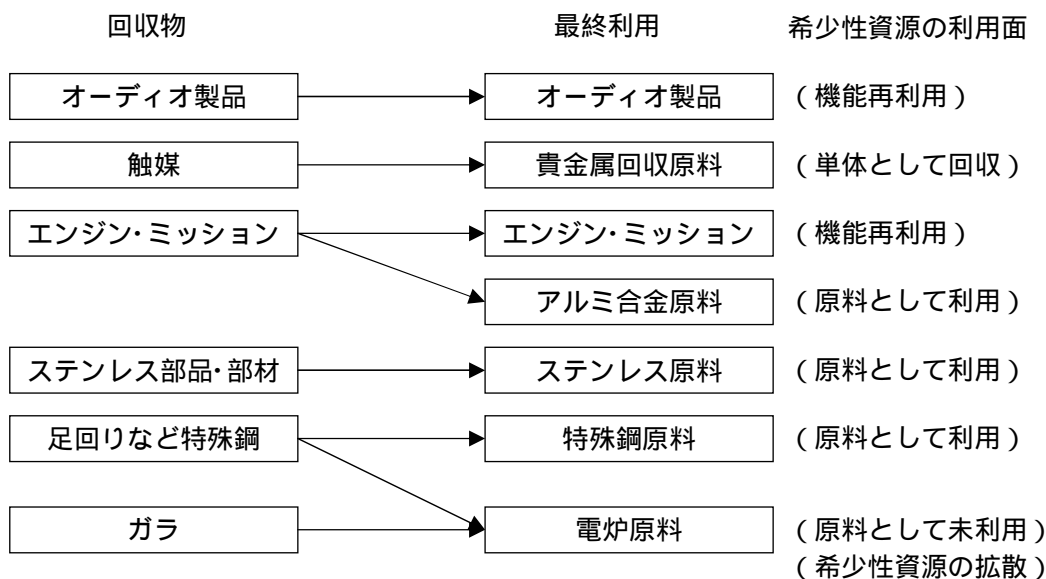 回収物 最終利用 希少性資源の利用面
オーディオ製品 オーディオ製品 (機能再利用)
触媒 貴金属回収原料 (単体として回収)
エンジン・ミッション エンジン・ミッション (機能再利用)
アルミ合金原料 (原料として利用)
ステンレス部品・部材 ステンレス原料 (原料として利用)
足回りなど特殊鋼 特殊鋼原料 (原料として利用)
ガラ 電炉原料 (原料として未利用)
(希少性資源の拡散)